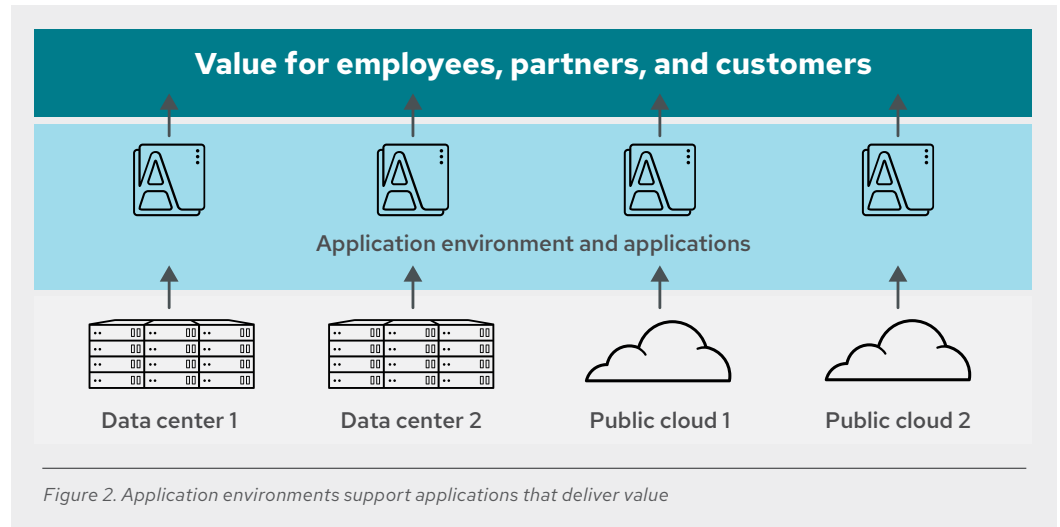 Value for employees, partners, and customers
Application environment and applications
Data center 1
Data center 2
Public cloud 1
Public cloud 2
Figure 2. Application environments support applications that deliver value